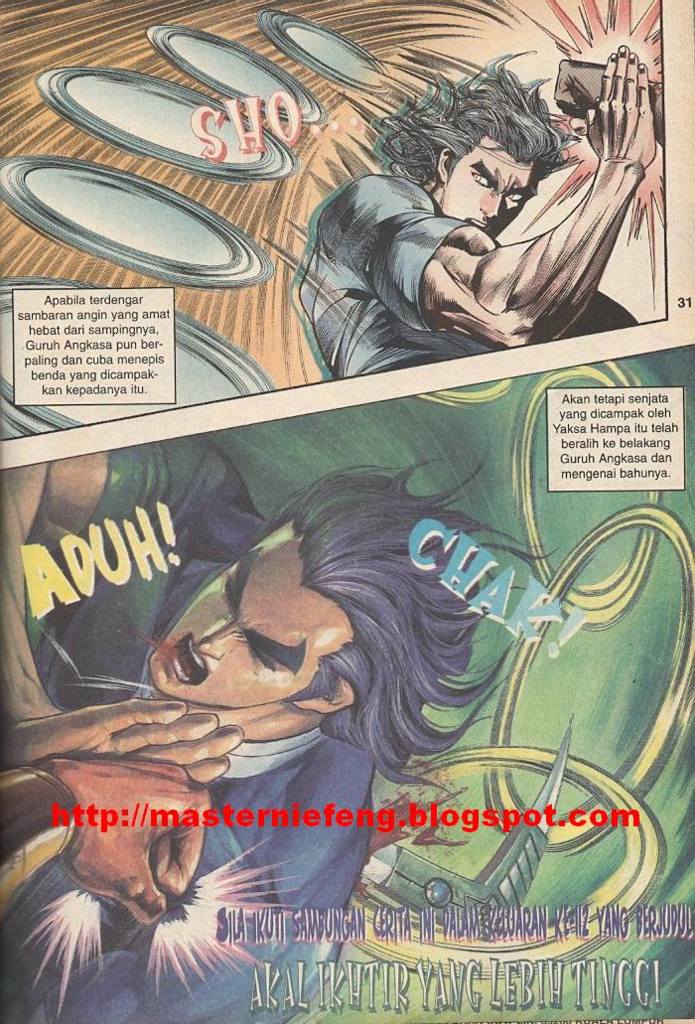 SHO...
31
Apabila terdengar
sambaran angin yang amat
hebat dari sampingnya,
Guruh Angkasa pun ber-
paling dan cuba menepis
benda yang dicampak-
kan kepadanya itu.
Akan tetapi senjata
yang dicampak oleh
Yaksa Hampa itu telah
beralih ke belakang
Guruh Angkasa dan
mengenai bahunya.
ADUH!
CHAK!
http://masterniefeng.blogspot.com
SILA IKUTI SAMBUNGAN CERITA INI DALAM KELUARAN KE-112 YANG BERJUDUL
AKAL IKHTIR YANG LEBIH TINGGI
KUALA LUMPUR